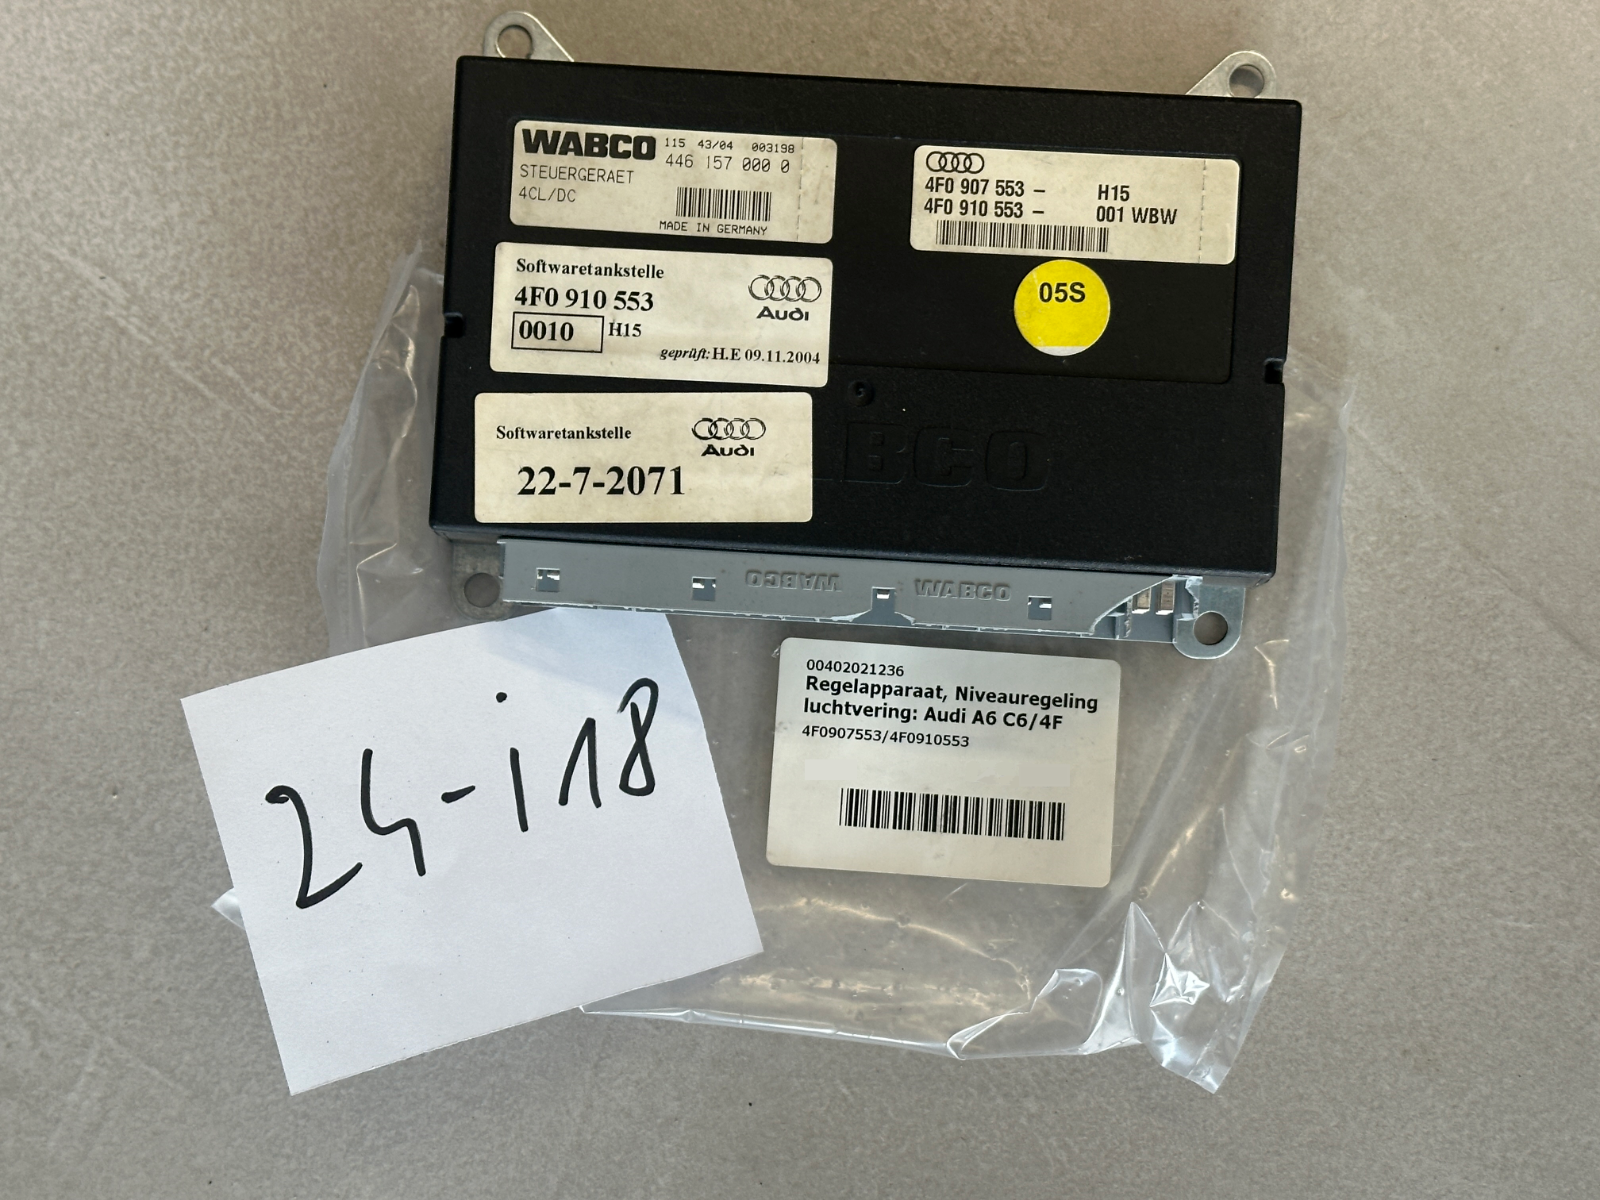 WABCO
115 43/04 003198
446 157 000 0
STEUERGERAET
4CL/DC
MADE IN GERMANY
4F0 907 553 - H15
4F0 910 553 - 001 WBW
05S
Softwaretankstelle
4F0 910 553
Audi
0010 H15
geprüft: H.E 09.11.2004
Softwaretankstelle
Audi
22-7-2071
WABCO
WABCO
WABCO
00402021236
Regelapparaat, Niveauregeling
luchtvering: Audi A6 C6/4F
4F0907553/4F0910553
24-i18